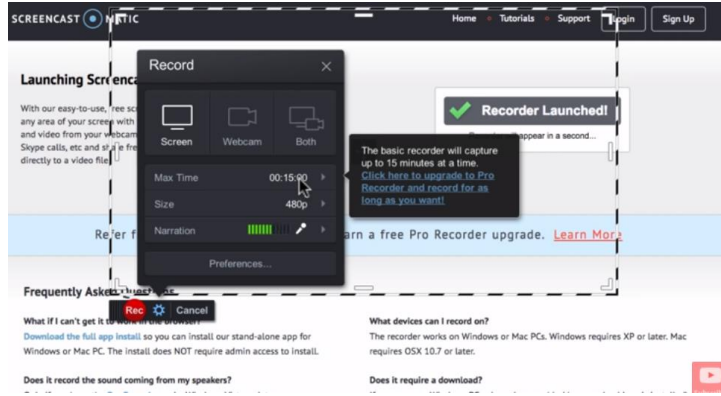 SCREENCAST MATIC
Home Tutorials Support Login Sign Up
Launching Screenca
With our easy-to-use, free sc
any area of your screen with
and video from your webcam
Skype calls, etc and
directly to a video file
Record
Screen Webcam Both
Max Time 00:15:00
Size 480p
Narration
Preferences...
The basic recorder will capture
up to 15 minutes at a time.
Click here to upgrade to Pro
Recorder and record for as
long as you want!
Recorder Launched!
appear in a second...
Refer f
arn a free Pro Recorder upgrade. Learn More
Frequently Asked Questions
Rec Cancel
What if I can't get it to work in the browser?
Download the full app install so you can install our stand-alone app for
Windows or Mac PC. The install does NOT require admin access to install.
Does it record the sound coming from my speakers?
What devices can I record on?
The recorder works on Windows or Mac PCs. Windows requires XP or later. Mac
requires OSX 10.7 or later.
Does it require a download?